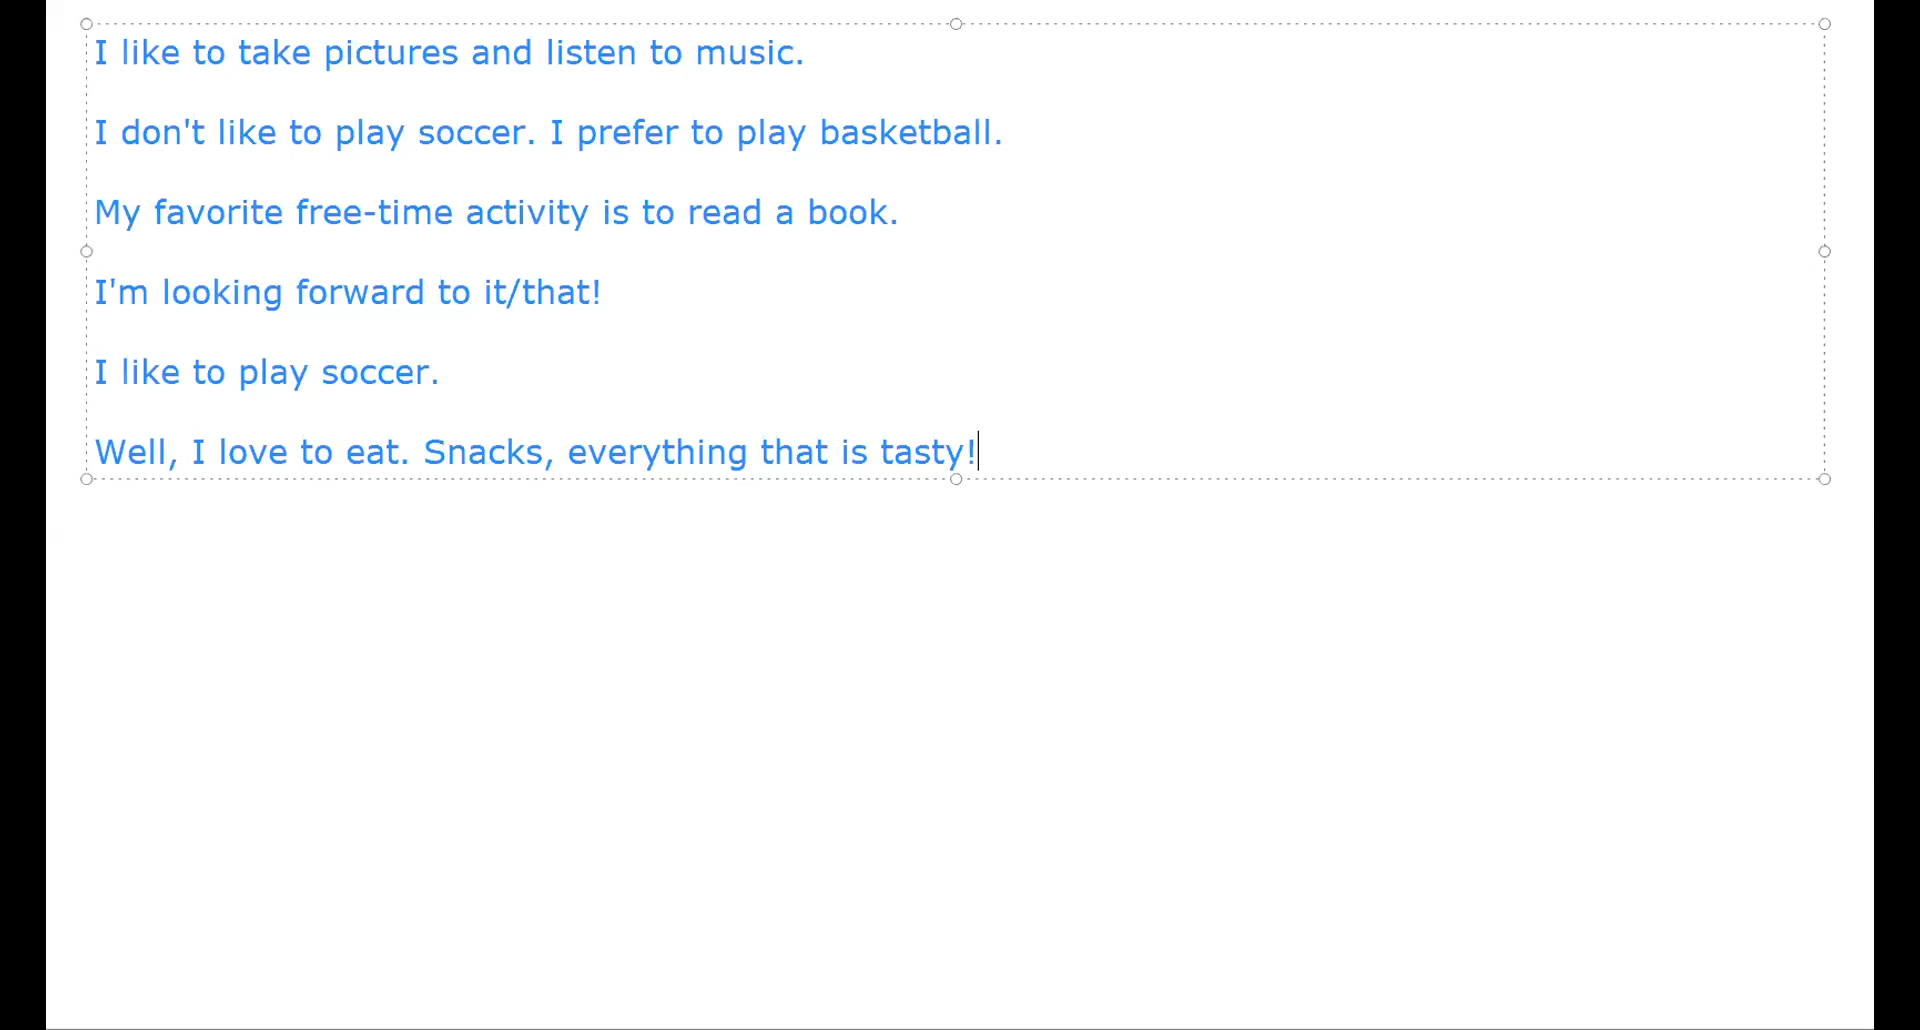 I like to take pictures and listen to music.
I don't like to play soccer. I prefer to play basketball.
My favorite free-time activity is to read a book.
I'm looking forward to it/that!
I like to play soccer.
Well, I love to eat. Snacks, everything that is tasty!